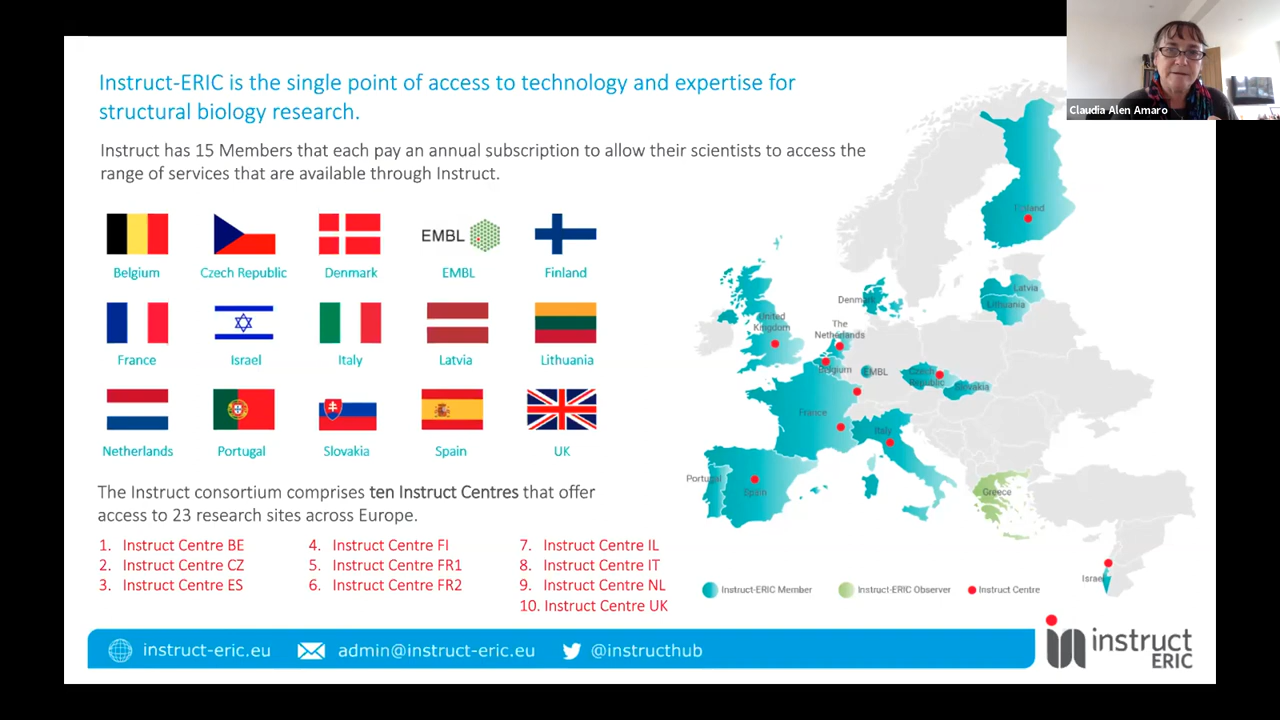 Claudia Alen Amaro
Instruct-ERIC is the single point of access to technology and expertise for
structural biology research.
Instruct has 15 Members that each pay an annual subscription to allow their scientists to access the
range of services that are available through Instruct.
EMBL
Belgium Czech Republic Denmark EMBL Finland
France Israel Italy Latvia Lithuania
Netherlands Portugal Slovakia Spain UK
The Instruct consortium comprises ten Instruct Centres that offer
access to 23 research sites across Europe.
1. Instruct Centre BE
2. Instruct Centre CZ
3. Instruct Centre ES
4. Instruct Centre FI
5. Instruct Centre FR1
6. Instruct Centre FR2
7. Instruct Centre IL
8. Instruct Centre IT
9. Instruct Centre NL
10. Instruct Centre UK
Finland
Latvia
Lithuania
Denmark
United
Kingdom
The
Netherlands
Belgium
EMBL
Czech
Republic
Slovakia
France
Italy
Portugal
Spain
Greece
Israel
Instruct-ERIC Member Instruct-ERIC Observer Instruct Centre
instruct-eric.eu admin@instruct-eric.eu @instructhub
instruct
ERIC